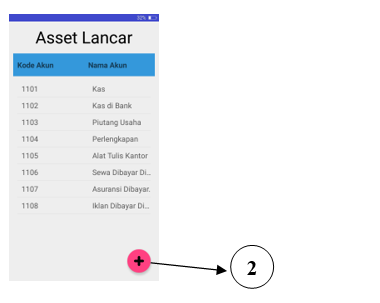 52%
Asset Lancar
Kode Akun Nama Akun
1101 Kas
1102 Kas di Bank
1103 Piutang Usaha
1104 Perlengkapan
1105 Alat Tulis Kantor
1106 Sewa Dibayar Di...
1107 Asuransi Dibayar.
1108 Iklan Dibayar Di...
+
2